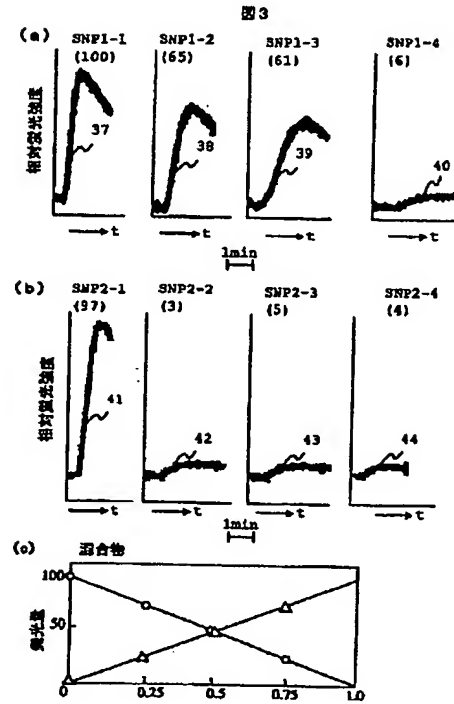 図3
(a) SNP1-1 SNP1-2 SNP1-3 SNP1-4
(100) (65) (61) (6)
相対蛍光強度
37 38 39 40
t t t t
1min
(b) SWP2-1 SNP2-2 SNP2-3 SNP2-4
(97) (3) (5) (4)
相対蛍光強度
41 42 43 44
t t t t
1min
(c) 混合物
発光量
100
50
0 0.25 0.5 0.75 1.0